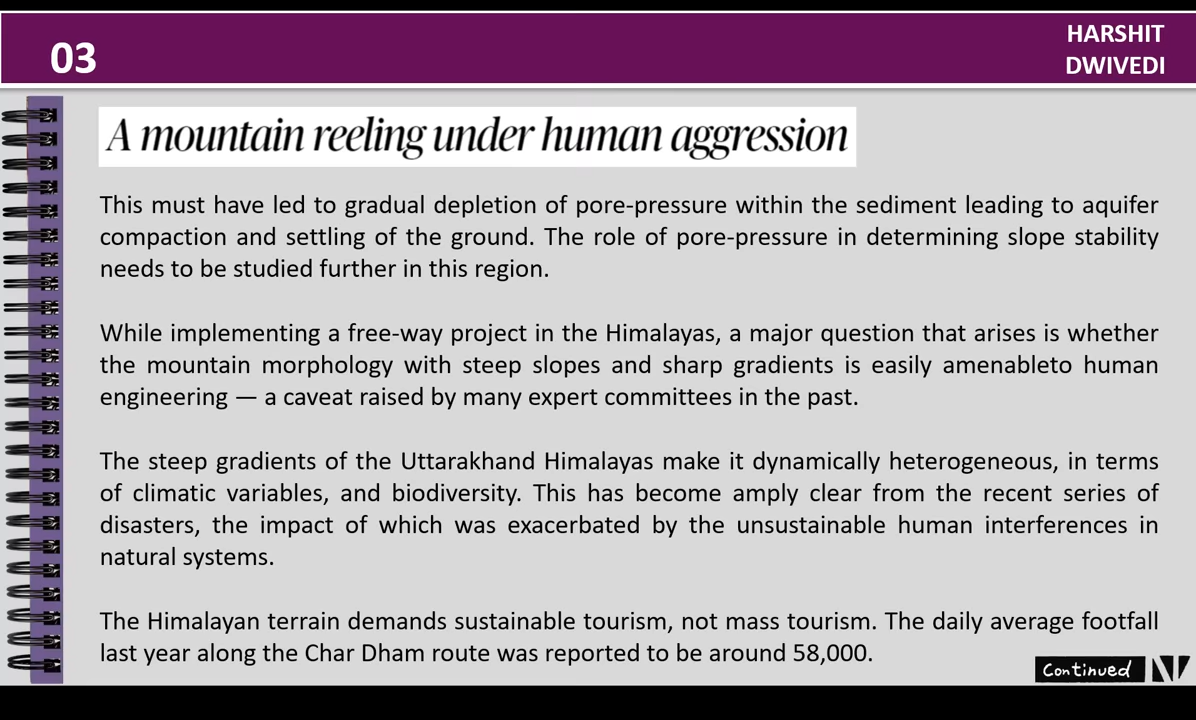 03
HARSHIT
DWIVEDI
A mountain reeling under human aggression
This must have led to gradual depletion of pore-pressure within the sediment leading to aquifer
compaction and settling of the ground. The role of pore-pressure in determining slope stability
needs to be studied further in this region.
While implementing a free-way project in the Himalayas, a major question that arises is whether
the mountain morphology with steep slopes and sharp gradients is easily amenableto human
engineering — a caveat raised by many expert committees in the past.
The steep gradients of the Uttarakhand Himalayas make it dynamically heterogeneous, in terms
of climatic variables, and biodiversity. This has become amply clear from the recent series of
disasters, the impact of which was exacerbated by the unsustainable human interferences in
natural systems.
The Himalayan terrain demands sustainable tourism, not mass tourism. The daily average footfall
last year along the Char Dham route was reported to be around 58,000.
Continued